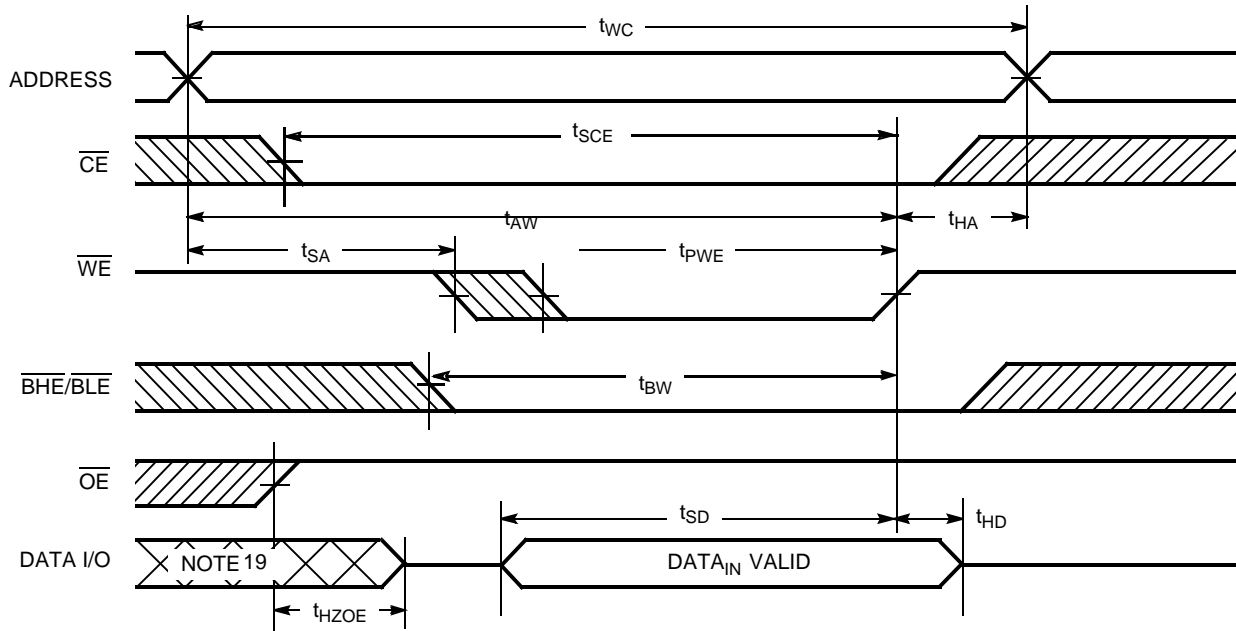 tWC
ADDRESS
tSCE
CE
tAW
tHA
tSA
tPWE
WE
BHE/BLE
tBW
OE
tSD
tHD
DATA I/O
NOTE 19
DATAIN VALID
tHZOE